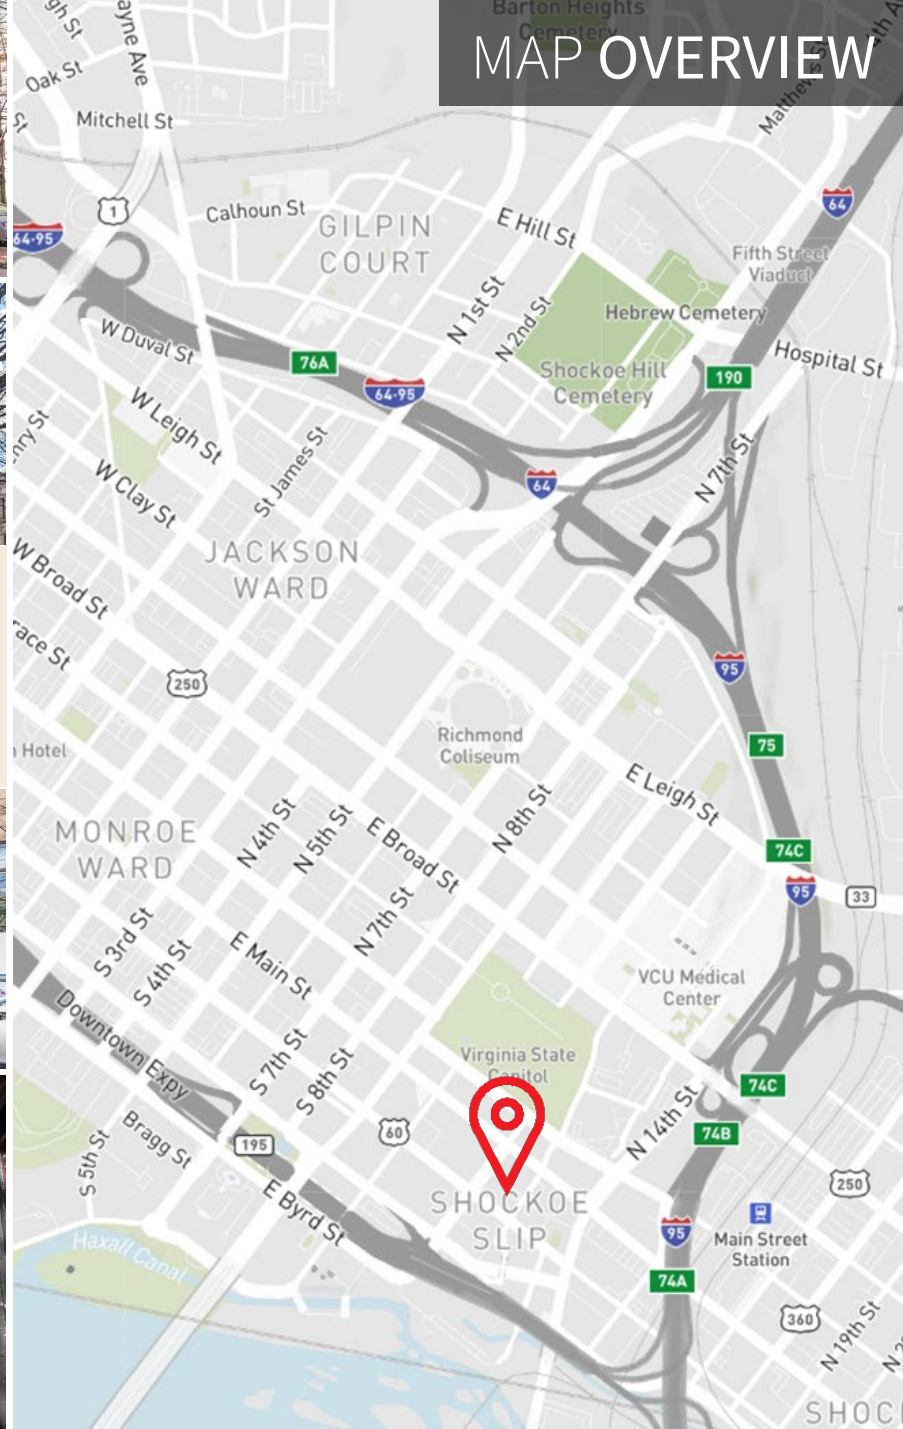 Barton Heights
Cemetery
MAP OVERVIEW
Oak St
Mitchell St
1
64
64-95
Calhoun St
GILPIN
COURT
E Hill St
Fifth Street
Viaduct
N 1st St
N 2nd St
Hebrew Cemetery
W Duval St
76A
Hospital St
Shockoe Hill
Cemetery
190
64-95
W Leigh St
St James St
N 7th St
W Clay St
64
JACKSON
WARD
W Broad St
95
250
75
Hotel
Richmond
Coliseum
E Leigh St
N 4th St
N 5th St
N 8th St
E Broad St
MONROE
WARD
74C
95
33
N 7th St
S 3rd St
S 4th St
E Main St
VCU Medical
Center
Downtown Expy
S 7th St
S 8th St
Virginia State
Capitol
74C
N 14th St
60
74B
Bragg St
195
S 5th St
250
E Byrd St
SHOCKOE
SLIP
95
Main Street
Station
Haxall Canal
74A
360
N 19th St